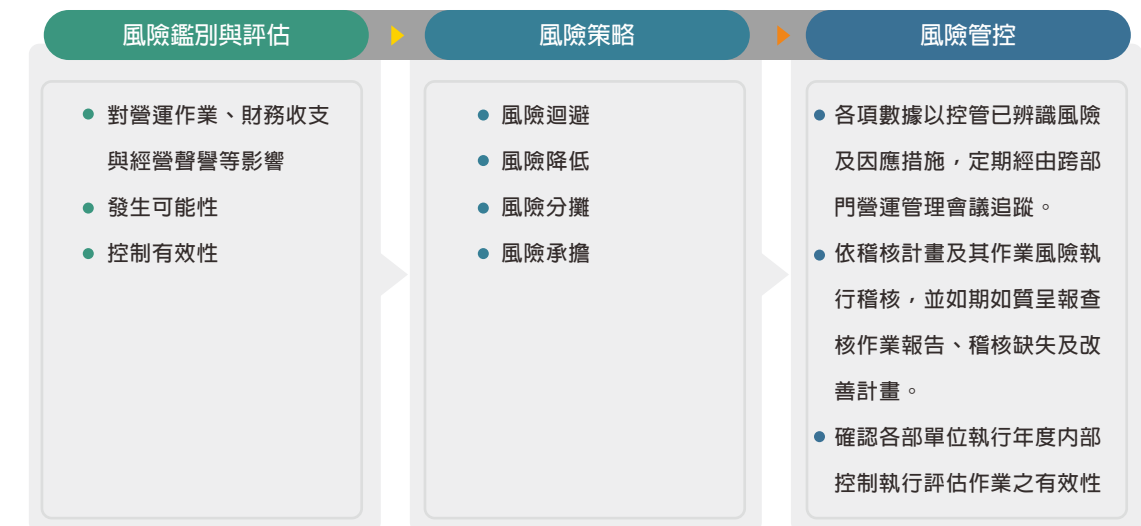 風險鑑別與評估
對營運作業、財務收支
與經營聲譽等影響
發生可能性
控制有效性
風險策略
風險迴避
風險降低
風險分攤
風險承擔
風險管控
各項數據以控管已辨識風險
及因應措施，定期經由跨部
門營運管理會議追蹤。
依稽核計畫及其作業風險執
行稽核，並如期如質呈報查
核作業報告、稽核缺失及改
善計畫。
確認各部單位執行年度內部
控制執行評估作業之有效性